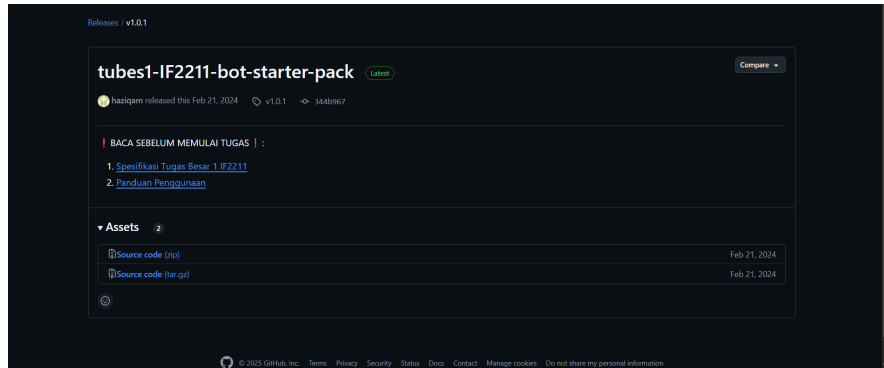 Releases / v1.0.1
tubes1-IF2211-bot-starter-pack Latest
Compare
haziqam released this Feb 21, 2024 v1.0.1 344b967
❗ BACA SEBELUM MEMULAI TUGAS ❗ :
1. Spesifikasi Tugas Besar 1 IF2211
2. Panduan Penggunaan
Assets 2
Source code (zip) Feb 21, 2024
Source code (tar.gz) Feb 21, 2024
© 2025 GitHub, Inc. Terms Privacy Security Status Docs Contact Manage cookies Do not share my personal information